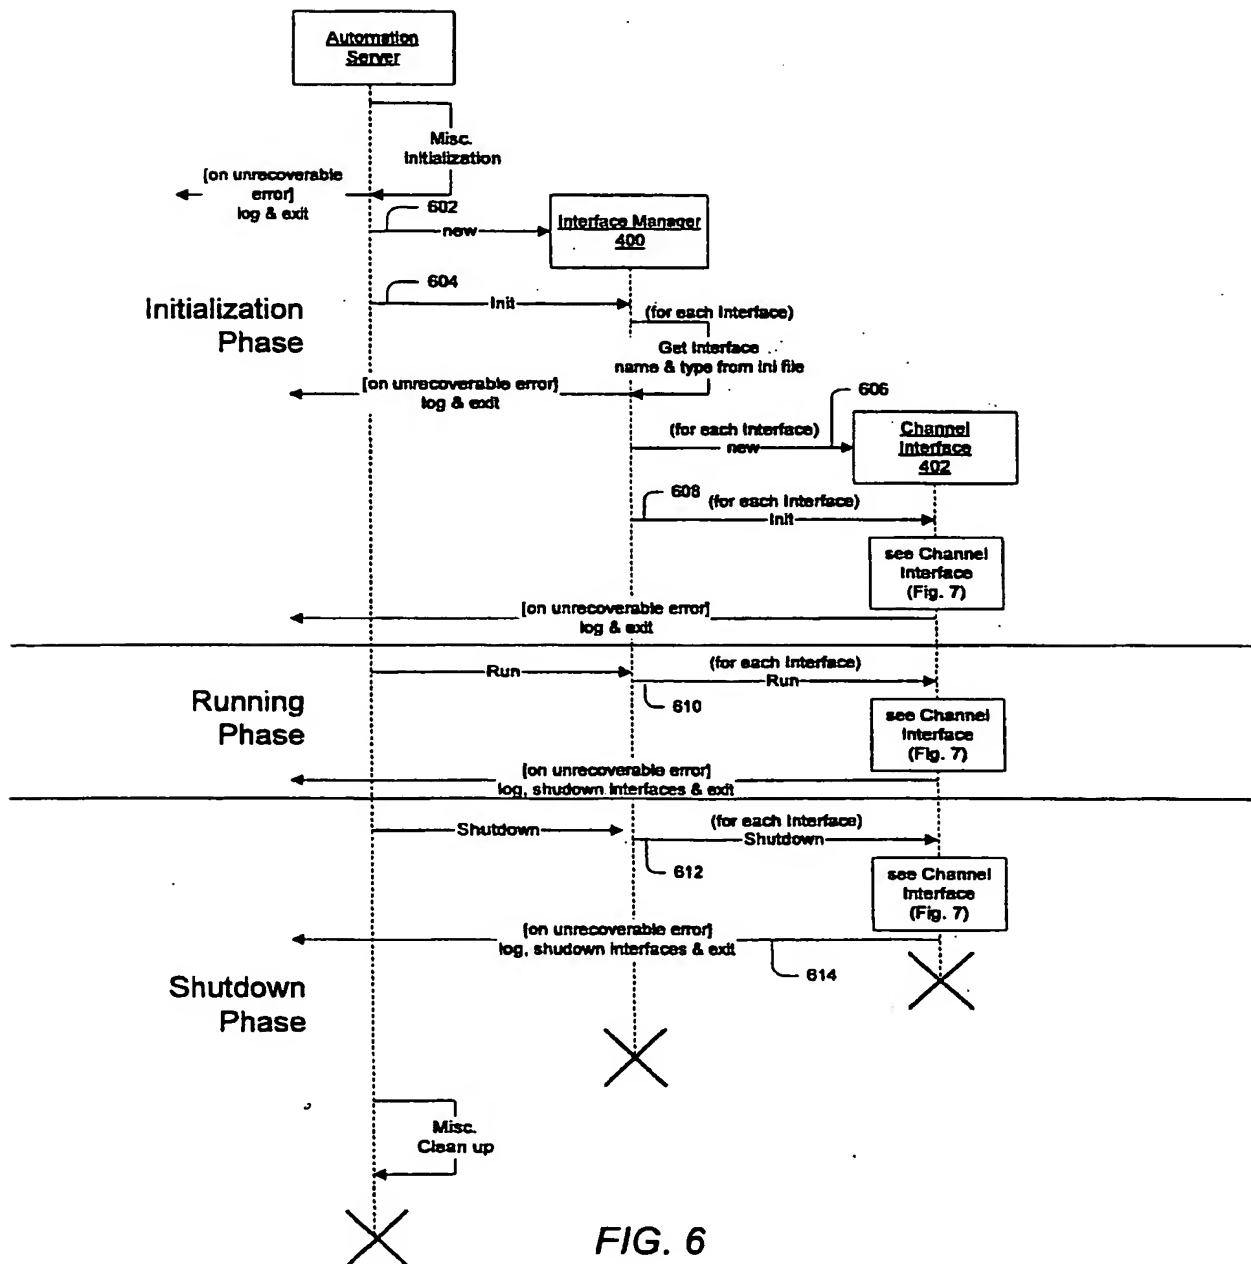 Automation
Server
Misc.
Initialization
[on unrecoverable
error]
log & exit
602
new
Interface Manager
400
604
Init
(for each Interface)
Initialization
Phase
Get Interface
name & type from ini file
[on unrecoverable error]
log & exit
606
(for each Interface)
new
Channel
Interface
402
608
(for each Interface)
Init
see Channel
Interface
(Fig. 7)
[on unrecoverable error]
log & exit
Run
(for each Interface)
Run
Running
Phase
610
see Channel
Interface
(Fig. 7)
[on unrecoverable error]
log, shudown interfaces & exit
Shutdown
(for each Interface)
Shutdown
612
see Channel
Interface
(Fig. 7)
[on unrecoverable error]
log, shudown interfaces & exit
614
Shutdown
Phase
Misc.
Clean up
FIG. 6